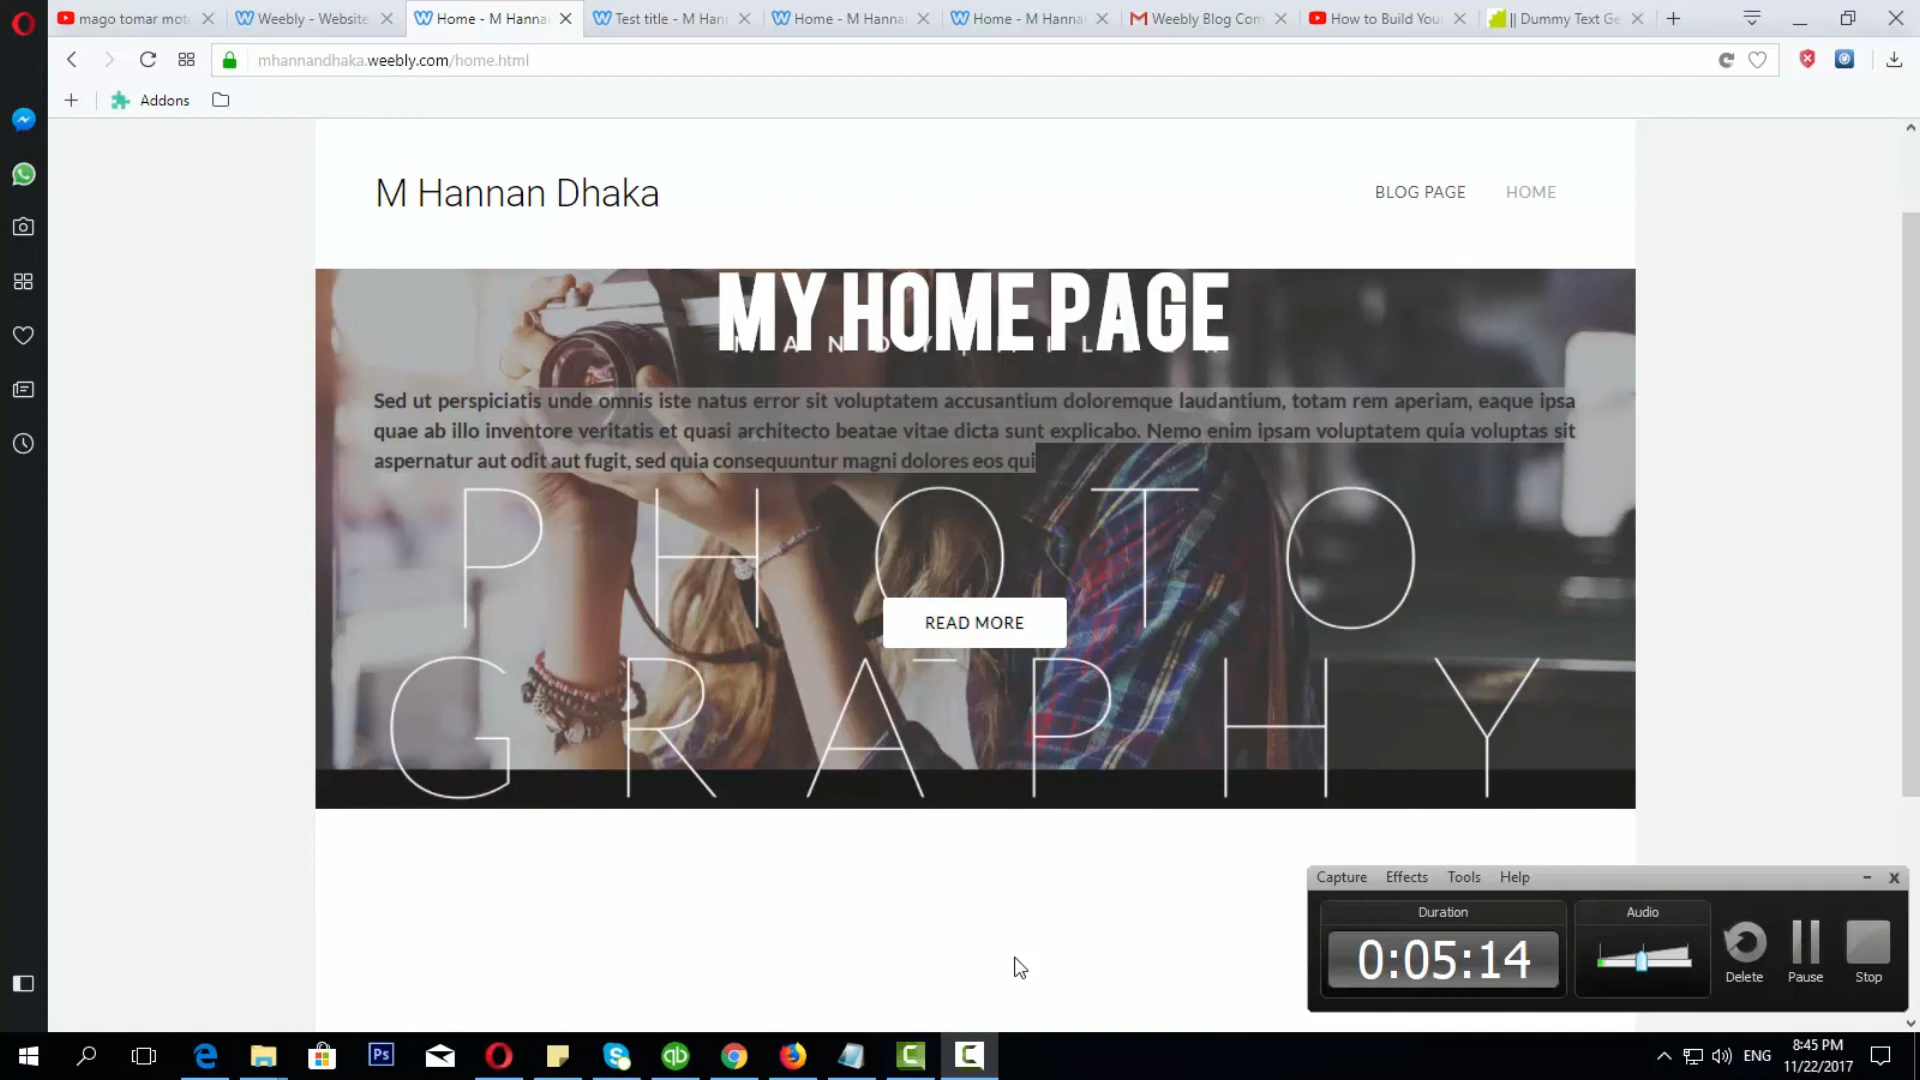 mago tomar mot
Weebly - Website
Home - M Hannan
Test title - M Han
Home - M Hanna
Home - M Hanna
Weebly Blog Com
How to Build You
|| Dummy Text Ge
mhannandhaka.weebly.com/home.html
Addons
M Hannan Dhaka
BLOG PAGE
HOME
MY HOME PAGE
Sed ut perspiciatis unde omnis iste natus error sit voluptatem accusantium doloremque laudantium, totam rem aperiam, eaque ipsa
quae ab illo inventore veritatis et quasi architecto beatae vitae dicta sunt explicabo. Nemo enim ipsam voluptatem quia voluptas sit
aspernatur aut odit aut fugit, sed quia consequuntur magni dolores eos qui
PHOTO
READ MORE
GRAPHY
Capture Effects Tools Help
Duration
Audio
0:05:14
Delete
Pause
Stop
Ps
qb
ENG
8:45 PM
11/22/2017